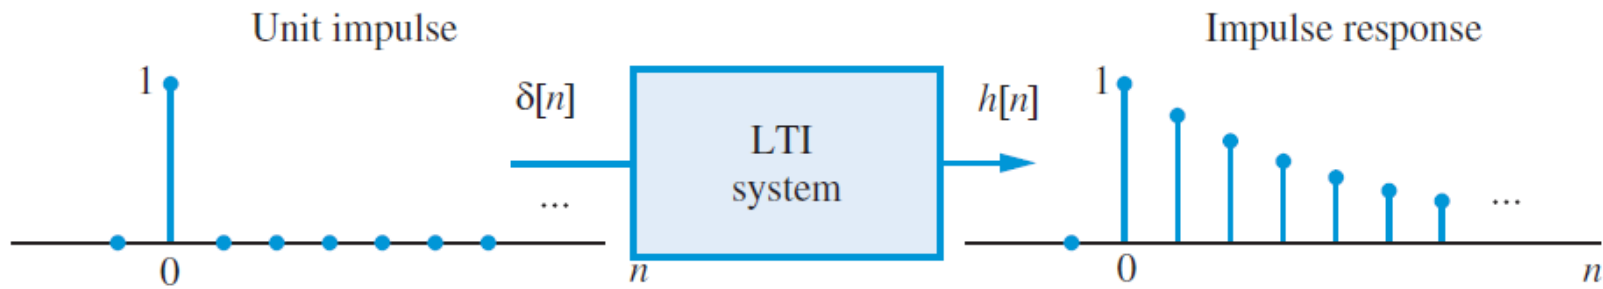 Unit impulse
Impulse response
1
δ[n]
LTI
system
h[n]
1
...
...
0
n
0
n